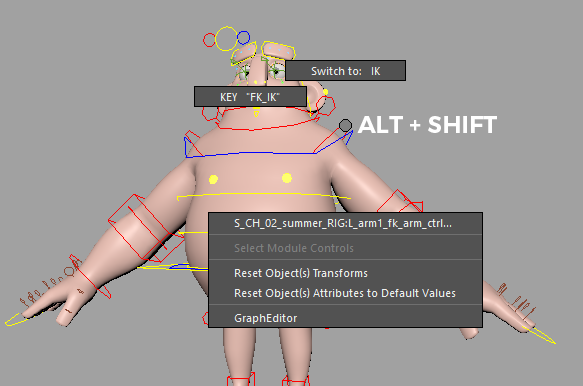 Switch to: IK
KEY "FK_IK"
ALT + SHIFT
S_CH_02_summer_RIG:L_arm1_fk_arm_ctrl...
Select Module Controls
Reset Object(s) Transforms
Reset Object(s) Attributes to Default Values
GraphEditor